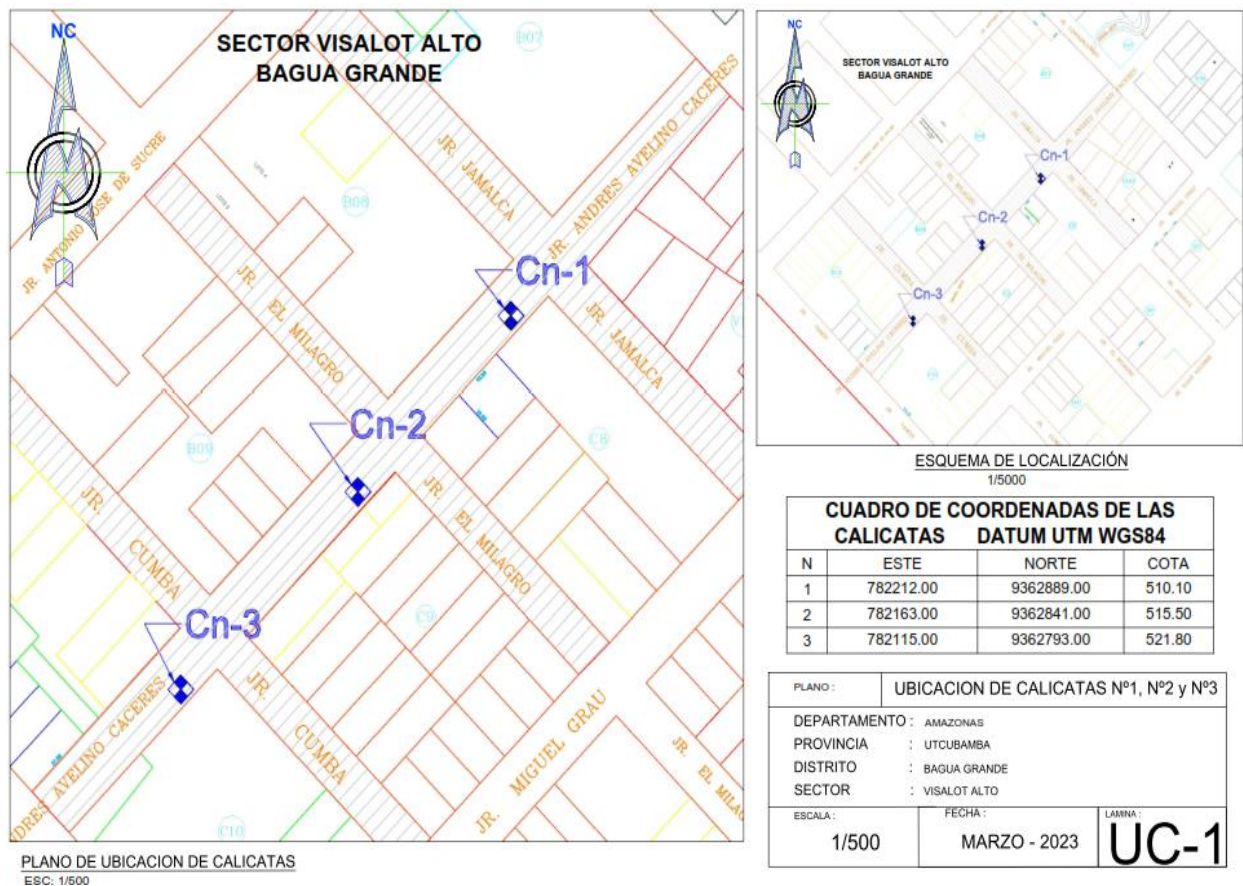 NC
SECTOR VISALOT ALTO
BAGUA GRANDE
B07
JR. ANTONIO JOSE DE SUCRE
JR. JAMALCA
JR. ANDRES AVELINO CACERES
B08
JR. EL MILAGRO
Cn-1
JR. JAMALCA
Cn-2
B09
C8
JR. EL MILAGRO
JR. CUMBA
Cn-3
C9
JR. CUMBA
ANDRES AVELINO CACERES
JR. MIGUEL GRAU
JR. EL MILAG
C10
PLANO DE UBICACION DE CALICATAS
ESC: 1/500
NC
SECTOR VISALOT ALTO
BAGUA GRANDE
Cn-1
Cn-2
Cn-3
ESQUEMA DE LOCALIZACIÓN
1/5000
CUADRO DE COORDENADAS DE LAS
CALICATAS DATUM UTM WGS84
N ESTE NORTE COTA
1 782212.00 9362889.00 510.10
2 782163.00 9362841.00 515.50
3 782115.00 9362793.00 521.80
PLANO : UBICACION DE CALICATAS Nº1, Nº2 y Nº3
DEPARTAMENTO : AMAZONAS
PROVINCIA : UTCUBAMBA
DISTRITO : BAGUA GRANDE
SECTOR : VISALOT ALTO
ESCALA :
1/500
FECHA :
MARZO - 2023
LAMINA :
UC-1